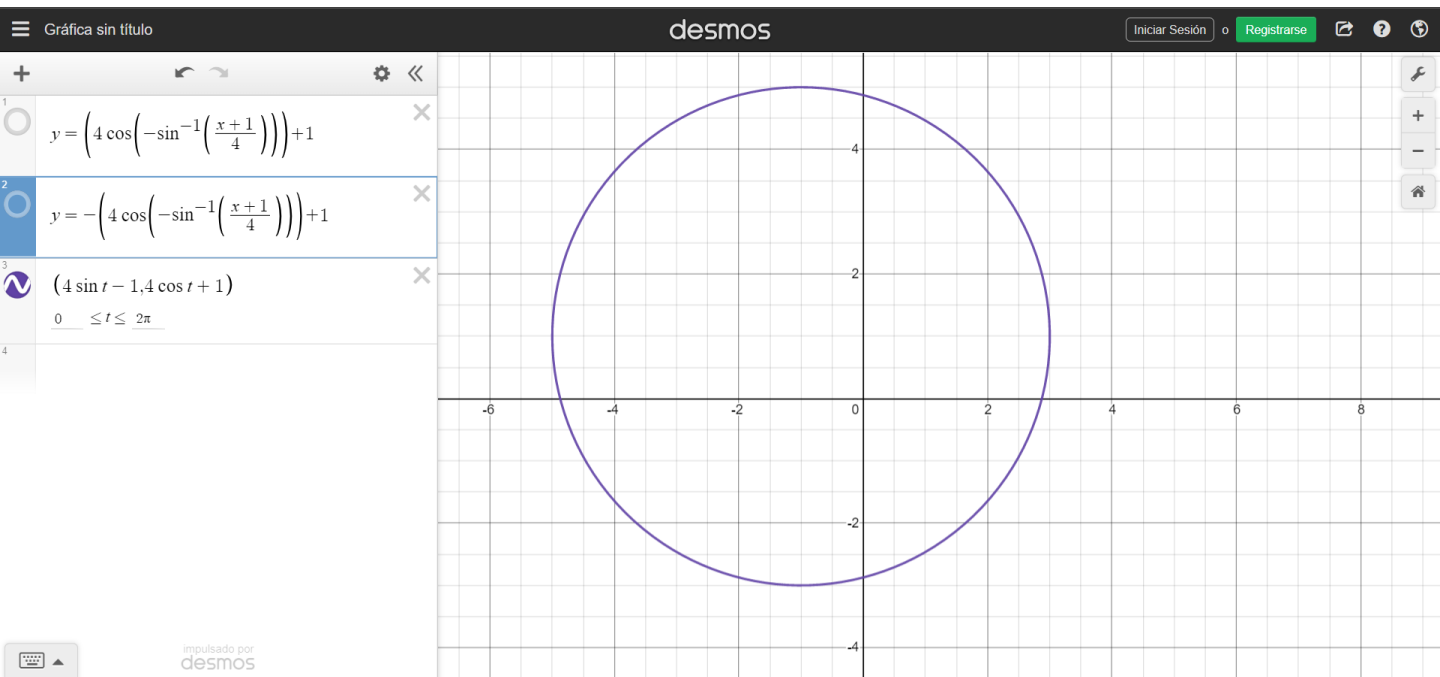 Gráfica sin título
desmos
Iniciar Sesión o Registrarse
1
y = (4 cos(−sin⁻¹((x + 1)/4))) + 1
2
y = −(4 cos(−sin⁻¹((x + 1)/4))) + 1
3
(4 sin t − 1,4 cos t + 1)
0 ≤ t ≤ 2π
4
impulsado por
desmos
4
2
-6 -4 -2 0 2 4 6 8
-2
-4